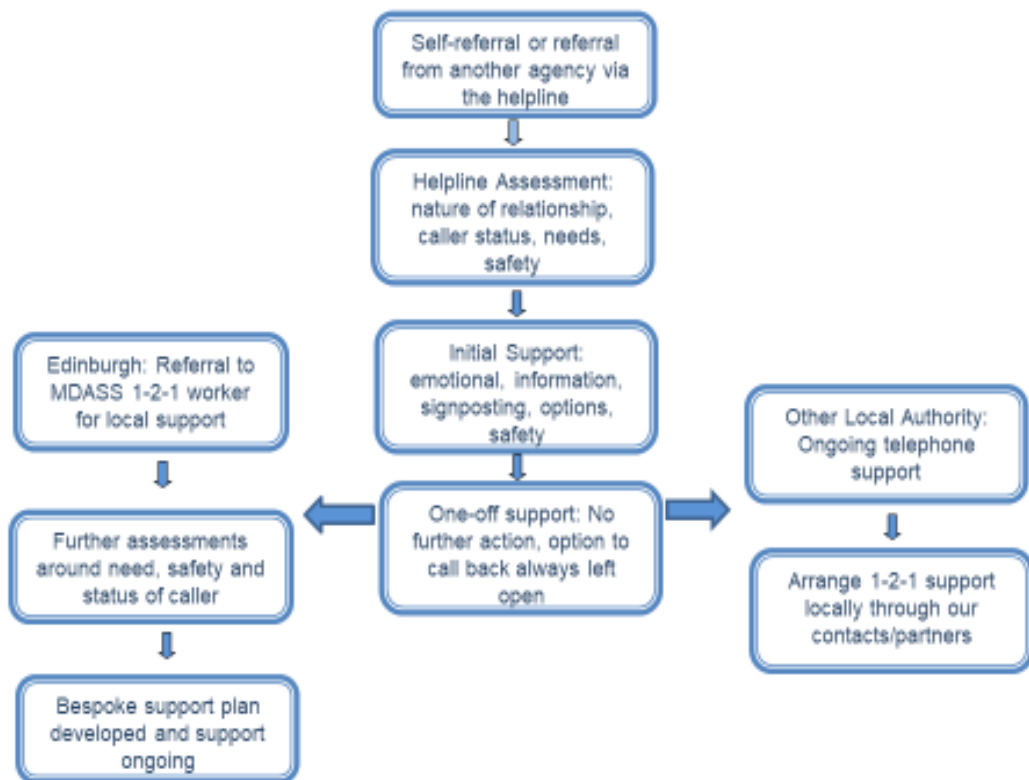 Self-referral or referral
from another agency via
the helpline
Helpline Assessment:
nature of relationship,
caller status, needs,
safety
Initial Support:
emotional, information,
signposting, options,
safety
One-off support: No
further action, option to
call back always left
open
Edinburgh: Referral to
MDASS 1-2-1 worker
for local support
Further assessments
around need, safety and
status of caller
Bespoke support plan
developed and support
ongoing
Other Local Authority:
Ongoing telephone
support
Arrange 1-2-1 support
locally through our
contacts/partners